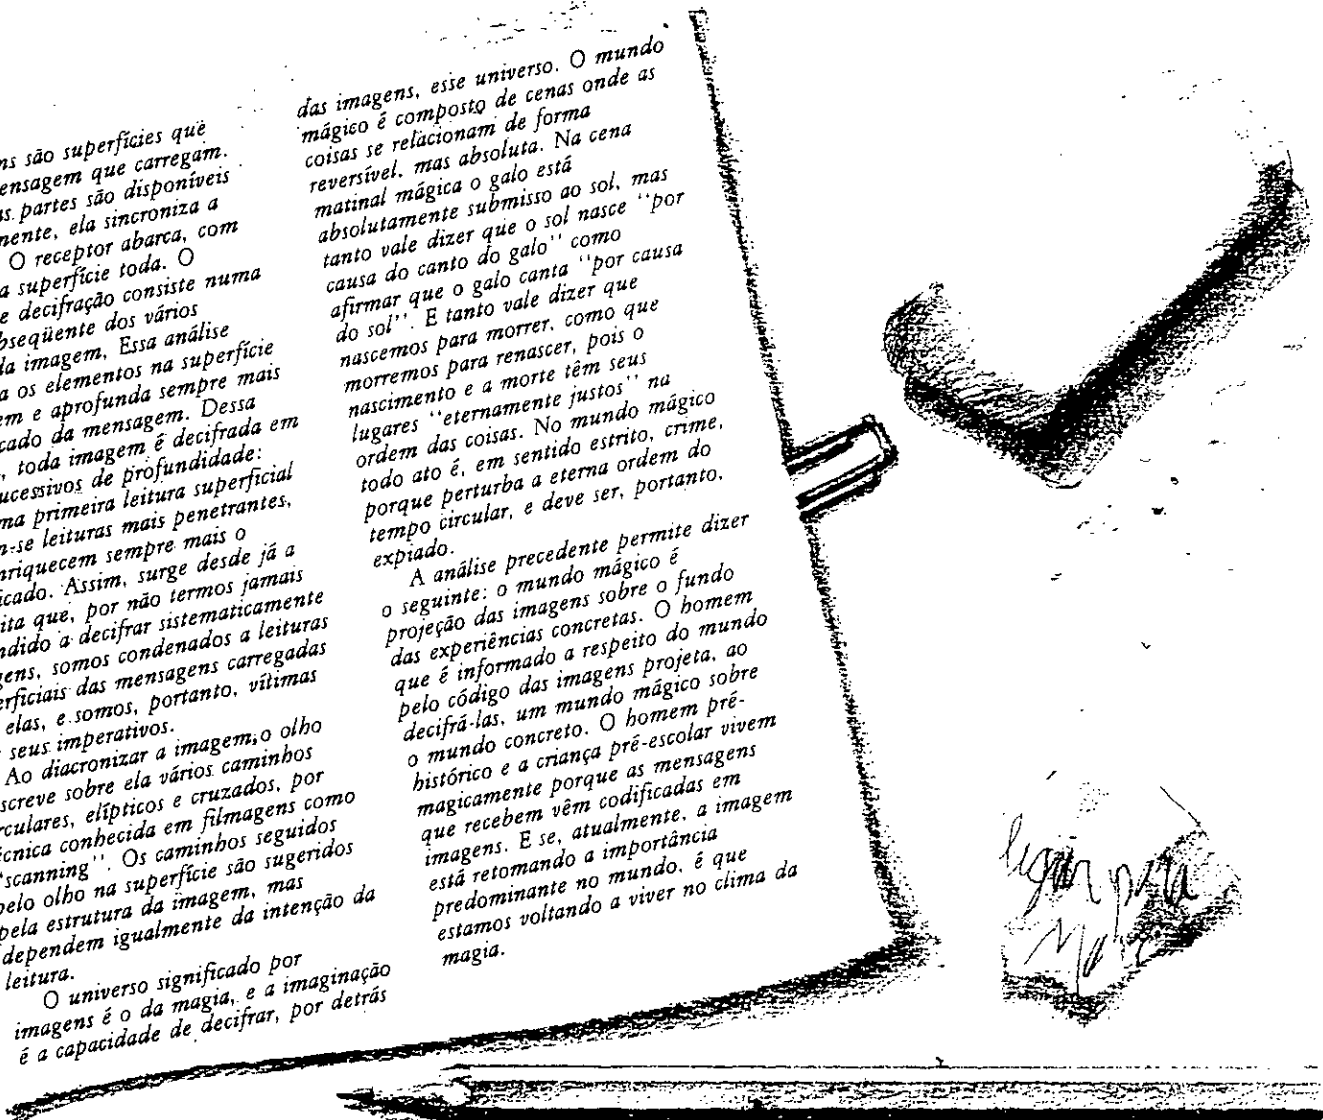 ns são superfícies que
ensagem que carregam.
as partes são disponíveis
mente, ela sincroniza a
O receptor abarca, com
a superfície toda. O
e decifração consiste numa
bseqüente dos vários
da imagem, Essa análise
a os elementos na superfície
em e aprofunda sempre mais
icado da mensagem. Dessa
, toda imagem é decifrada em
ucessivos de profundidade:
ma primeira leitura superficial
n-se leituras mais penetrantes,
nriquecem sempre mais o
icado. Assim, surge desde já a
ita que, por não termos jamais
ndido a decifrar sistematicamente
gens, somos condenados a leituras
erficiais das mensagens carregadas
elas, e somos, portanto, vítimas
seus imperativos.
Ao diacronizar a imagem, o olho
screve sobre ela vários caminhos
rculares, elípticos e cruzados, por
écnica conhecida em filmagens como
"scanning". Os caminhos seguidos
pelo olho na superfície são sugeridos
pela estrutura da imagem, mas
dependem igualmente da intenção da
leitura.
O universo significado por
imagens é o da magia, e a imaginação
é a capacidade de decifrar, por detrás
das imagens, esse universo. O mundo
mágico é composto de cenas onde as
coisas se relacionam de forma
reversível, mas absoluta. Na cena
matinal mágica o galo está
absolutamente submisso ao sol, mas
tanto vale dizer que o sol nasce "por
causa do canto do galo" como
afirmar que o galo canta "por causa
do sol". E tanto vale dizer que
nascemos para morrer, como que
morremos para renascer, pois o
nascimento e a morte têm seus
lugares "eternamente justos" na
ordem das coisas. No mundo mágico
todo ato é, em sentido estrito, crime,
porque perturba a eterna ordem do
tempo circular, e deve ser, portanto,
expiado.
A análise precedente permite dizer
o seguinte: o mundo mágico é
projeção das imagens sobre o fundo
das experiências concretas. O homem
que é informado a respeito do mundo
pelo código das imagens projeta, ao
decifrá-las, um mundo mágico sobre
o mundo concreto. O homem pré-
histórico e a criança pré-escolar vivem
magicamente porque as mensagens
que recebem vêm codificadas em
imagens. E se, atualmente, a imagem
está retomando a importância
predominante no mundo, é que
estamos voltando a viver no clima da
magia.
ligar para